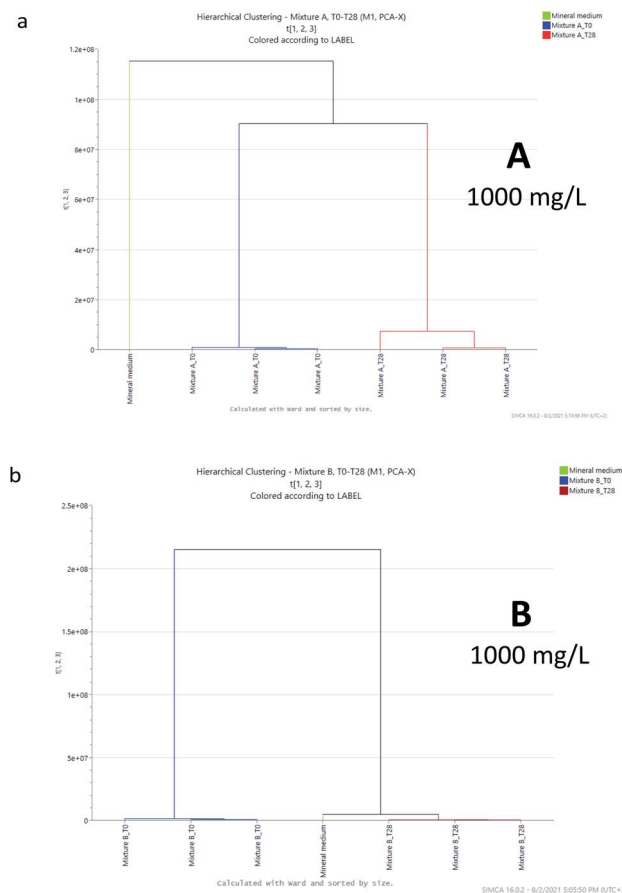 a
Hierarchical Clustering - Mixture A, T0-T28 (M1, PCA-X)
t[1, 2, 3]
Colored according to LABEL
Mineral medium
Mixture A_T0
Mixture A_T28
1.2e+08
1e+08
8e+07
6e+07
4e+07
2e+07
0
t[1, 2, 3]
A
1000 mg/L
Mineral medium
Mixture A_T0
Mixture A_T0
Mixture A_T0
Mixture A_T28
Mixture A_T28
Mixture A_T28
Calculated with Ward and sorted by size.
SIMCA 16.0.2 - 8/2/2021 5:10:56 PM (UTC+2)
b
Hierarchical Clustering - Mixture B, T0-T28 (M1, PCA-X)
t[1, 2, 3]
Colored according to LABEL
Mineral medium
Mixture B_T0
Mixture B_T28
2.5e+08
2e+08
1.5e+08
1e+08
5e+07
0
t[1, 2, 3]
B
1000 mg/L
Mixture B_T0
Mixture B_T0
Mixture B_T0
Mineral medium
Mixture B_T28
Mixture B_T28
Mixture B_T28
Calculated with Ward and sorted by size.
SIMCA 16.0.2 - 8/2/2021 5:05:50 PM (UTC+